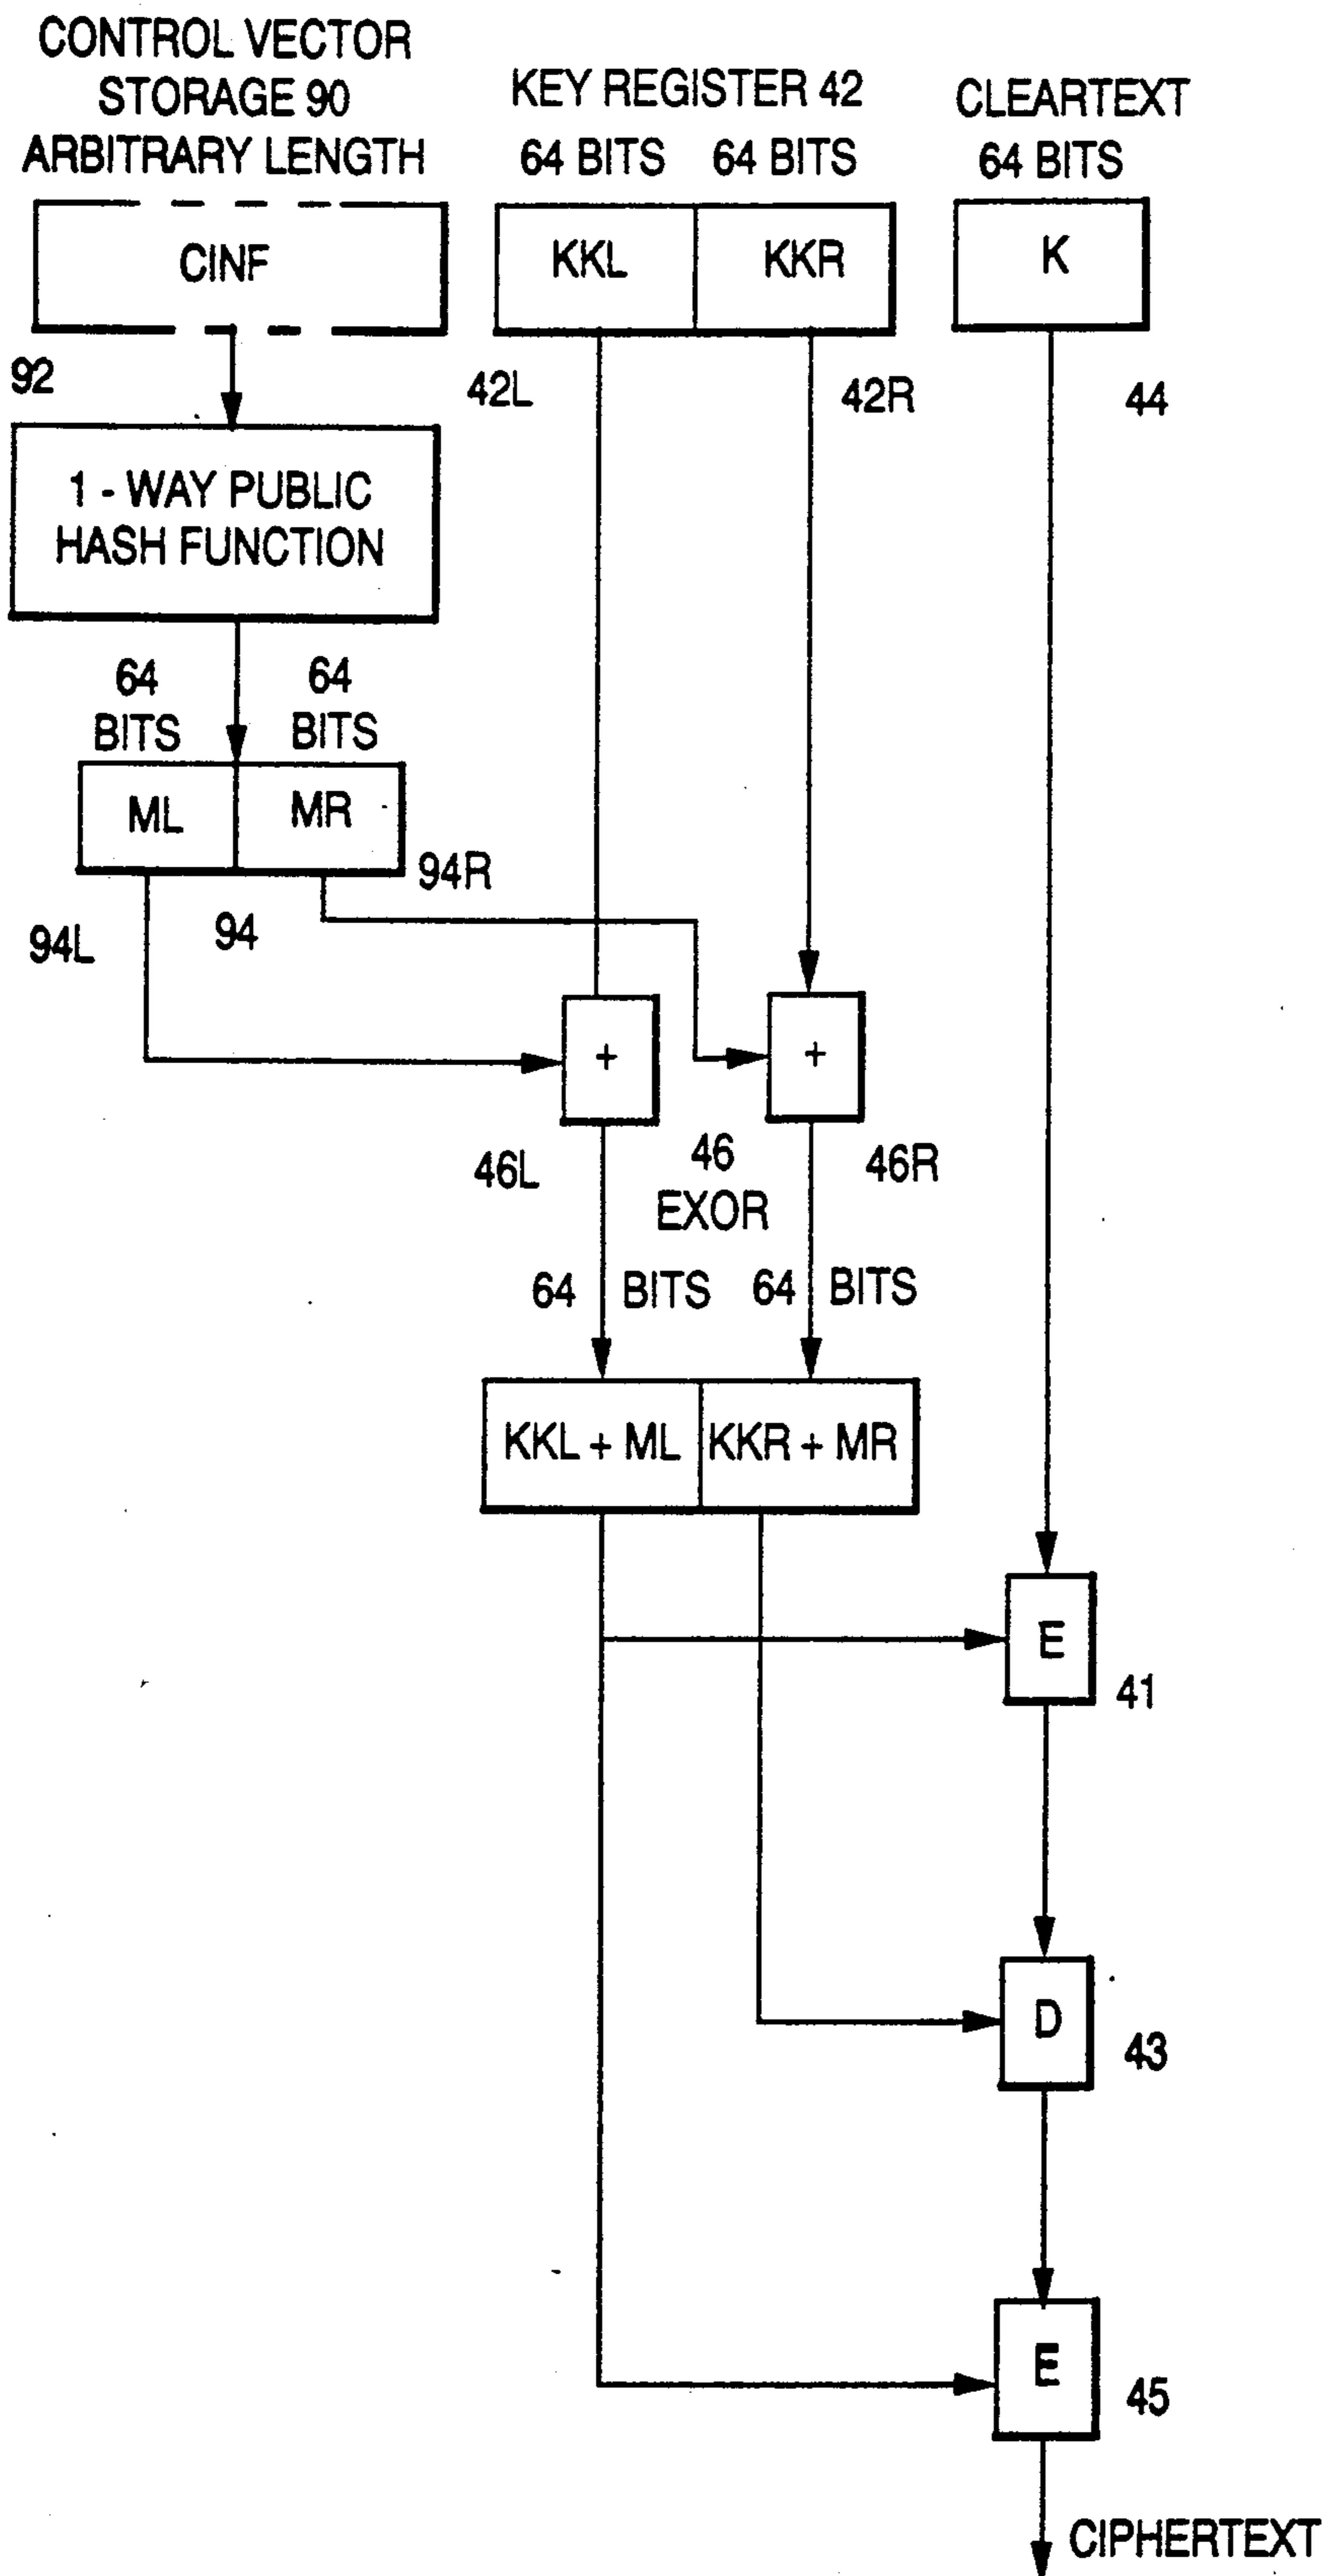 CONTROL VECTOR
STORAGE 90
ARBITRARY LENGTH
KEY REGISTER 42
64 BITS 64 BITS
CLEARTEXT
64 BITS
CINF
KKL KKR
K
92
42L
42R
44
1 - WAY PUBLIC
HASH FUNCTION
64
BITS
64
BITS
ML MR
94R
94L
94
+
+
46L
46
EXOR
46R
64 BITS 64 BITS
KKL + ML KKR + MR
E
41
D
43
E
45
CIPHERTEXT